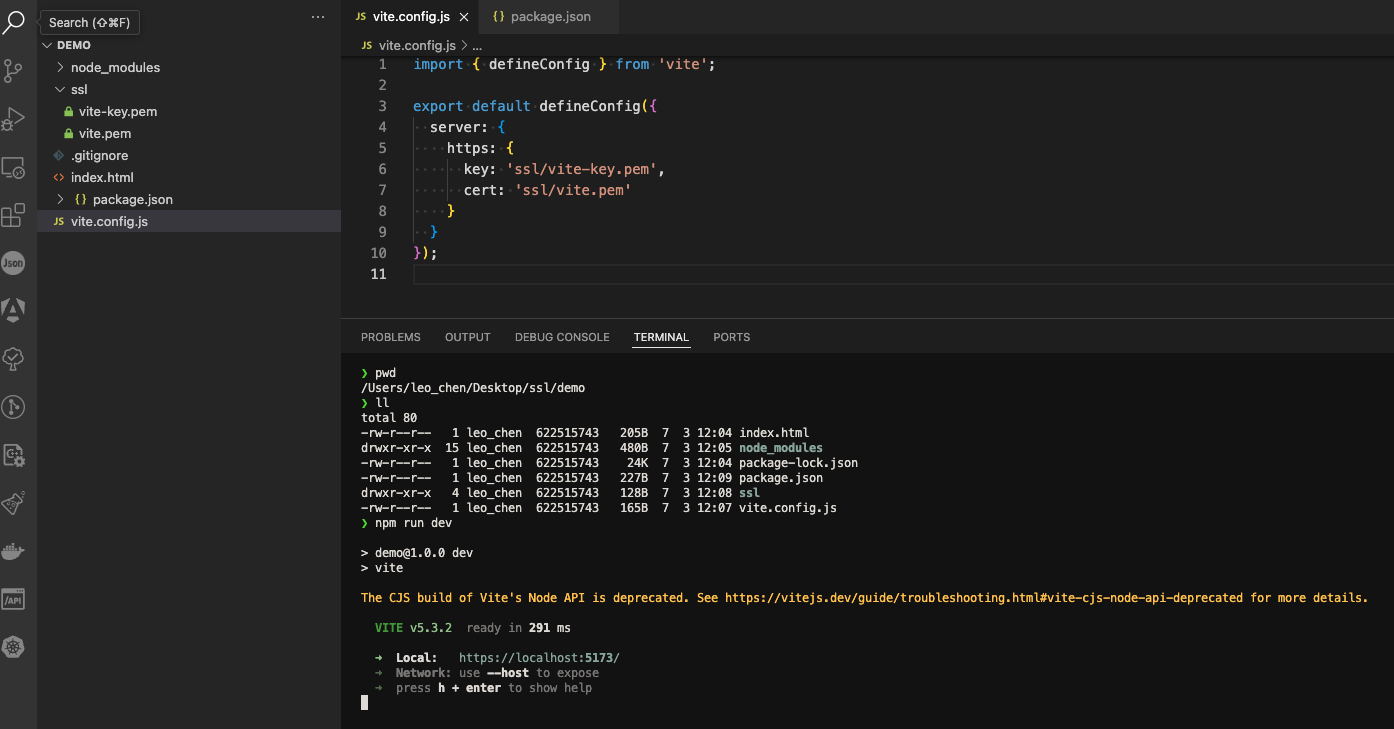 Search (⇧⌘F)
...
DEMO
node_modules
ssl
vite-key.pem
vite.pem
.gitignore
index.html
{} package.json
JS vite.config.js
Json
/API
JS vite.config.js ×
{} package.json
JS vite.config.js > ...
1 import { defineConfig } from 'vite';
2
3 export default defineConfig({
4 server: {
5 https: {
6 key: 'ssl/vite-key.pem',
7 cert: 'ssl/vite.pem'
8 }
9 }
10 });
11
PROBLEMS OUTPUT DEBUG CONSOLE TERMINAL PORTS
❯ pwd
/Users/leo_chen/Desktop/ssl/demo
❯ ll
total 80
-rw-r--r-- 1 leo_chen 622515743 205B 7 3 12:04 index.html
drwxr-xr-x 15 leo_chen 622515743 480B 7 3 12:05 node_modules
-rw-r--r-- 1 leo_chen 622515743 24K 7 3 12:04 package-lock.json
-rw-r--r-- 1 leo_chen 622515743 227B 7 3 12:09 package.json
drwxr-xr-x 4 leo_chen 622515743 128B 7 3 12:08 ssl
-rw-r--r-- 1 leo_chen 622515743 165B 7 3 12:07 vite.config.js
❯ npm run dev
> demo@1.0.0 dev
> vite
The CJS build of Vite's Node API is deprecated. See https://vitejs.dev/guide/troubleshooting.html#vite-cjs-node-api-deprecated for more details.
VITE v5.3.2 ready in 291 ms
➜ Local: https://localhost:5173/
➜ Network: use --host to expose
➜ press h + enter to show help